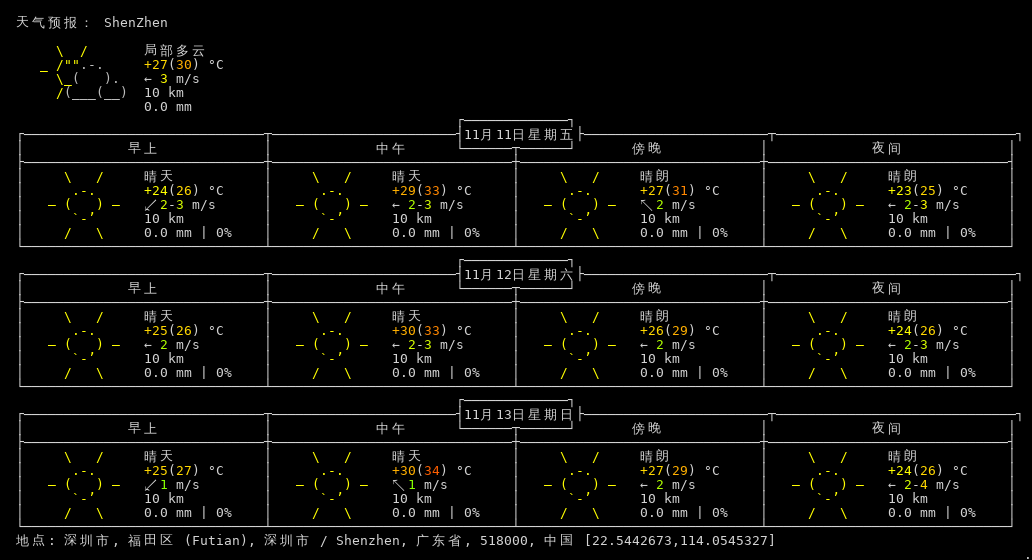 天气预报： ShenZhen
局部多云
+27(30) °C
← 3 m/s
10 km
0.0 mm
11月11日星期五
早上 中午 傍晚 夜间
晴天 晴天 晴朗 晴朗
+24(26) °C +29(33) °C +27(31) °C +23(25) °C
↙ 2-3 m/s ← 2-3 m/s ↖ 2 m/s ← 2-3 m/s
10 km 10 km 10 km 10 km
0.0 mm | 0% 0.0 mm | 0% 0.0 mm | 0% 0.0 mm | 0%
11月12日星期六
早上 中午 傍晚 夜间
晴天 晴天 晴朗 晴朗
+25(26) °C +30(33) °C +26(29) °C +24(26) °C
← 2 m/s ← 2-3 m/s ← 2 m/s ← 2-3 m/s
10 km 10 km 10 km 10 km
0.0 mm | 0% 0.0 mm | 0% 0.0 mm | 0% 0.0 mm | 0%
11月13日星期日
早上 中午 傍晚 夜间
晴天 晴天 晴朗 晴朗
+25(27) °C +30(34) °C +27(29) °C +24(26) °C
↙ 1 m/s ↖ 1 m/s ← 2 m/s ← 2-4 m/s
10 km 10 km 10 km 10 km
0.0 mm | 0% 0.0 mm | 0% 0.0 mm | 0% 0.0 mm | 0%
地点: 深圳市, 福田区 (Futian), 深圳市 / Shenzhen, 广东省, 518000, 中国 [22.5442673,114.0545327]